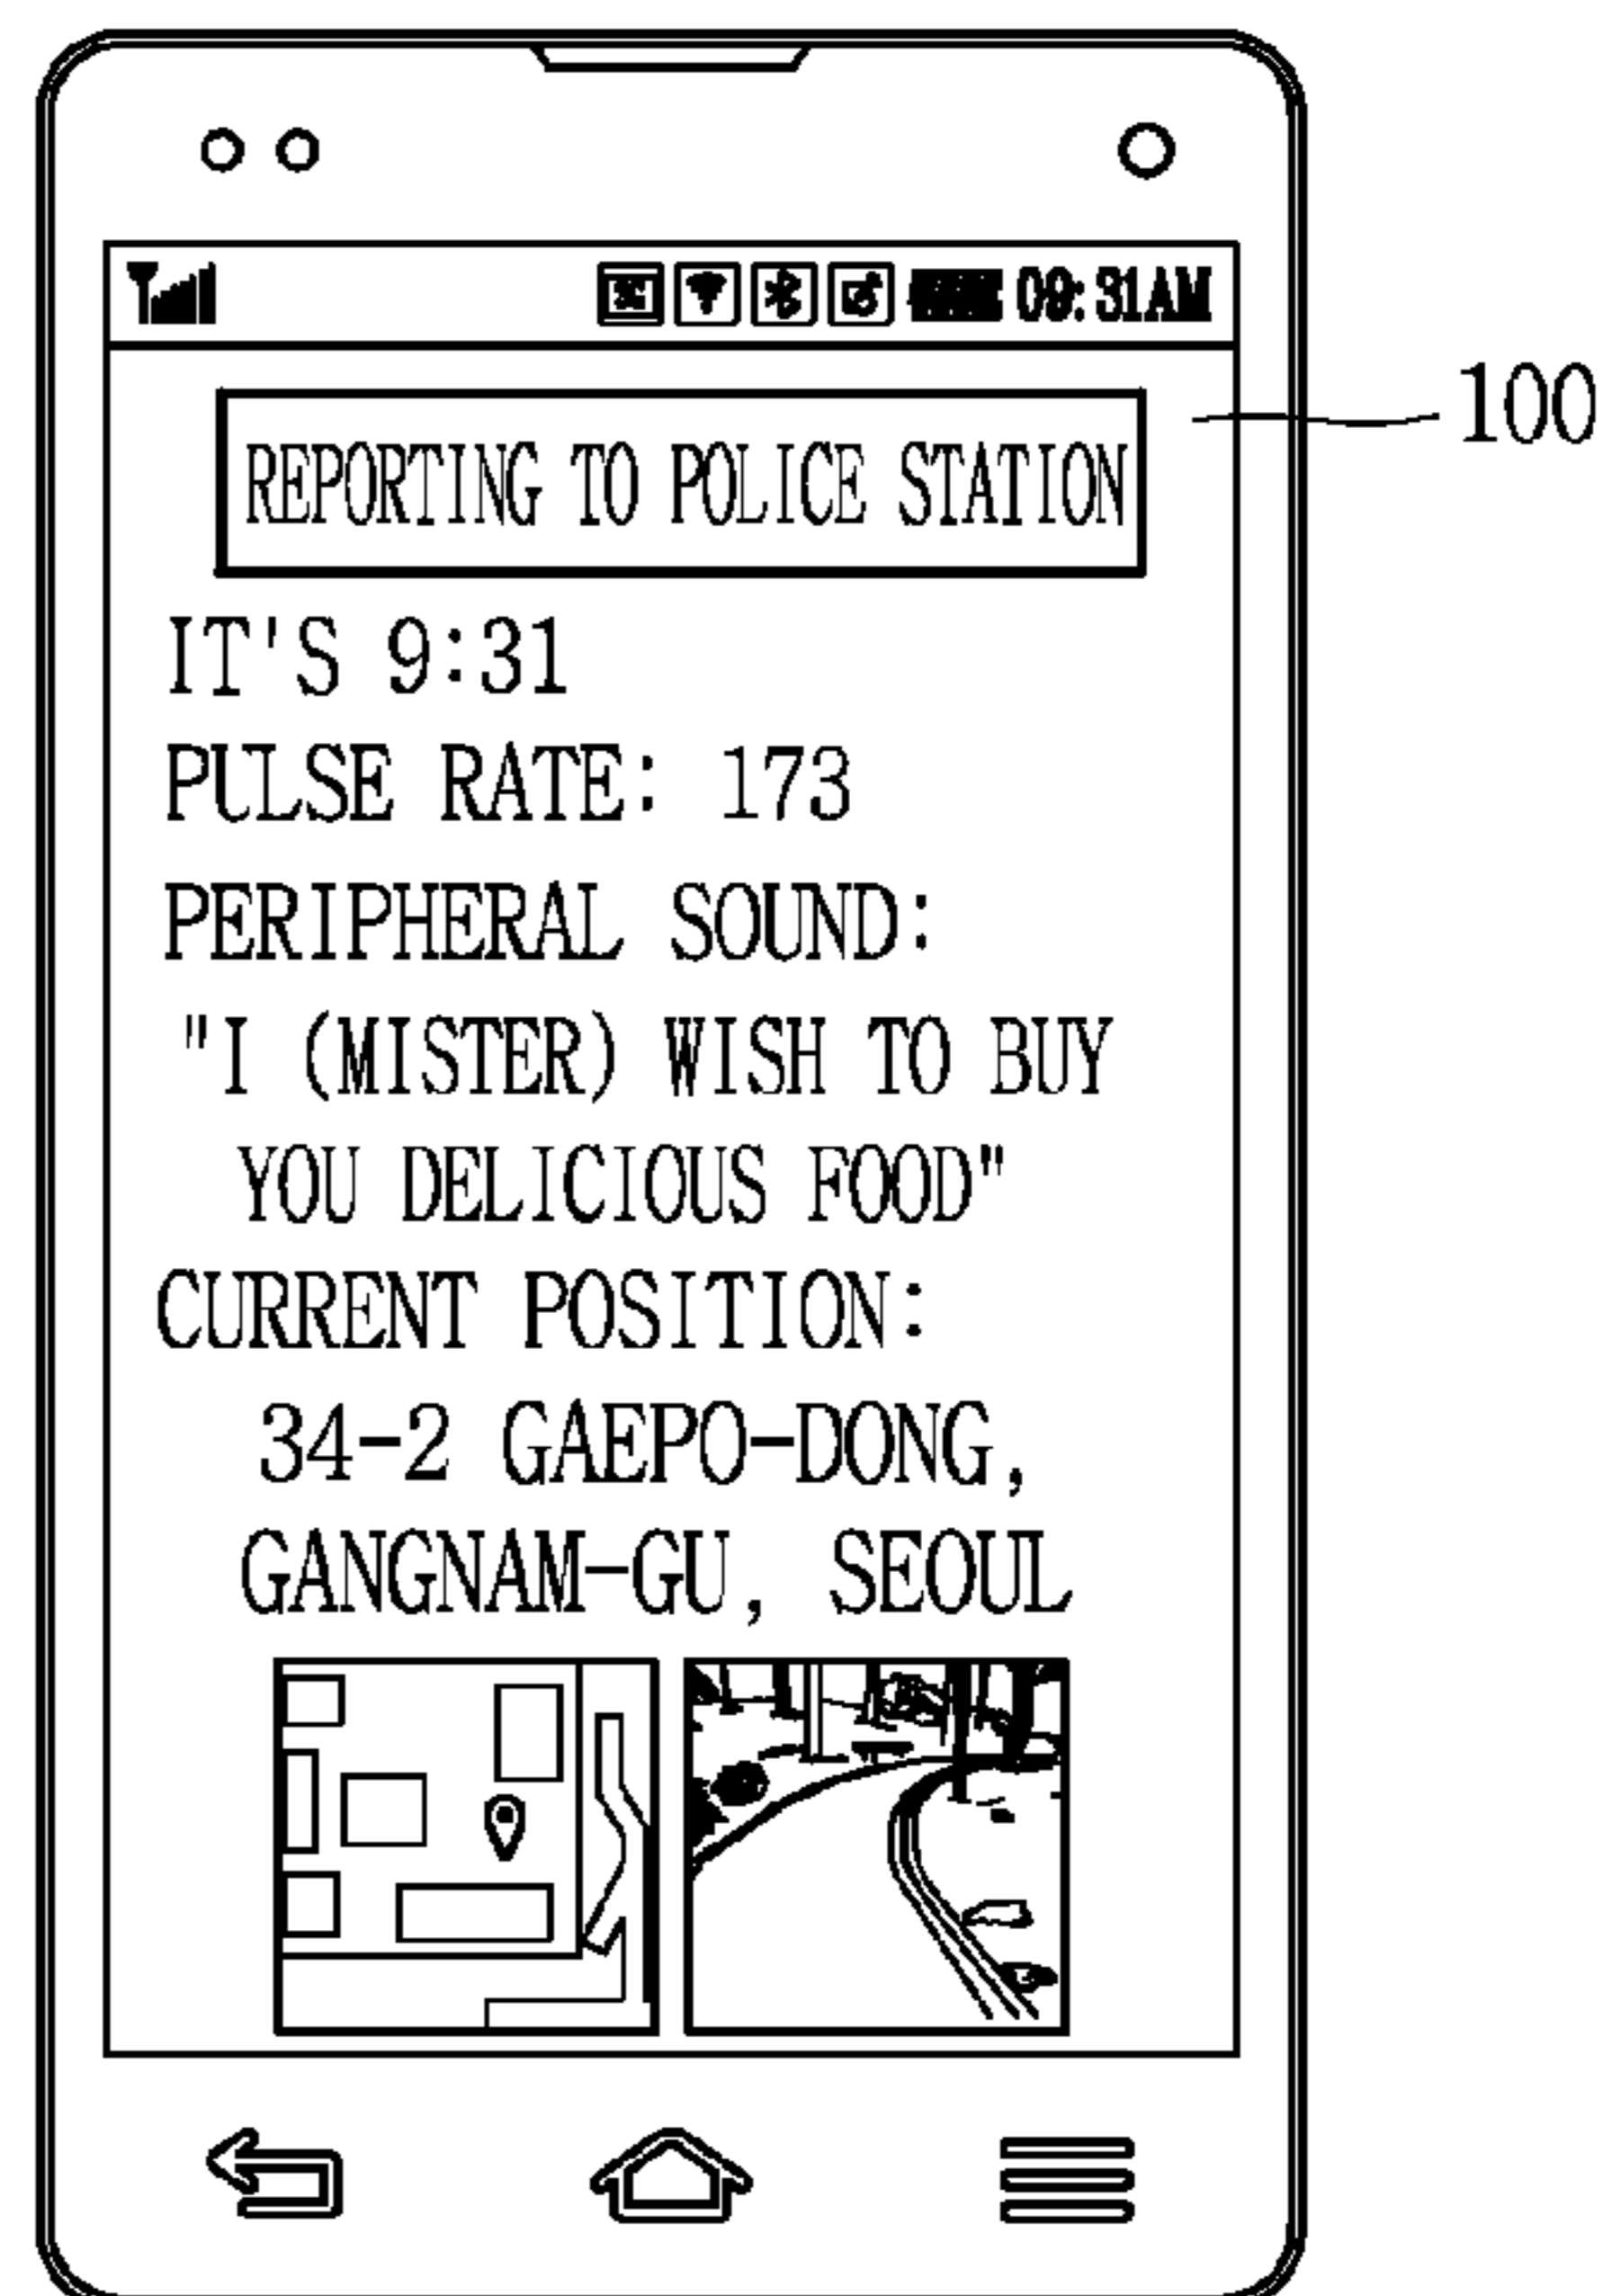 09:31AM
100
REPORTING TO POLICE STATION
IT'S 9:31
PULSE RATE: 173
PERIPHERAL SOUND:
"I (MISTER) WISH TO BUY
YOU DELICIOUS FOOD"
CURRENT POSITION:
34-2 GAEPO-DONG,
GANGNAM-GU, SEOUL